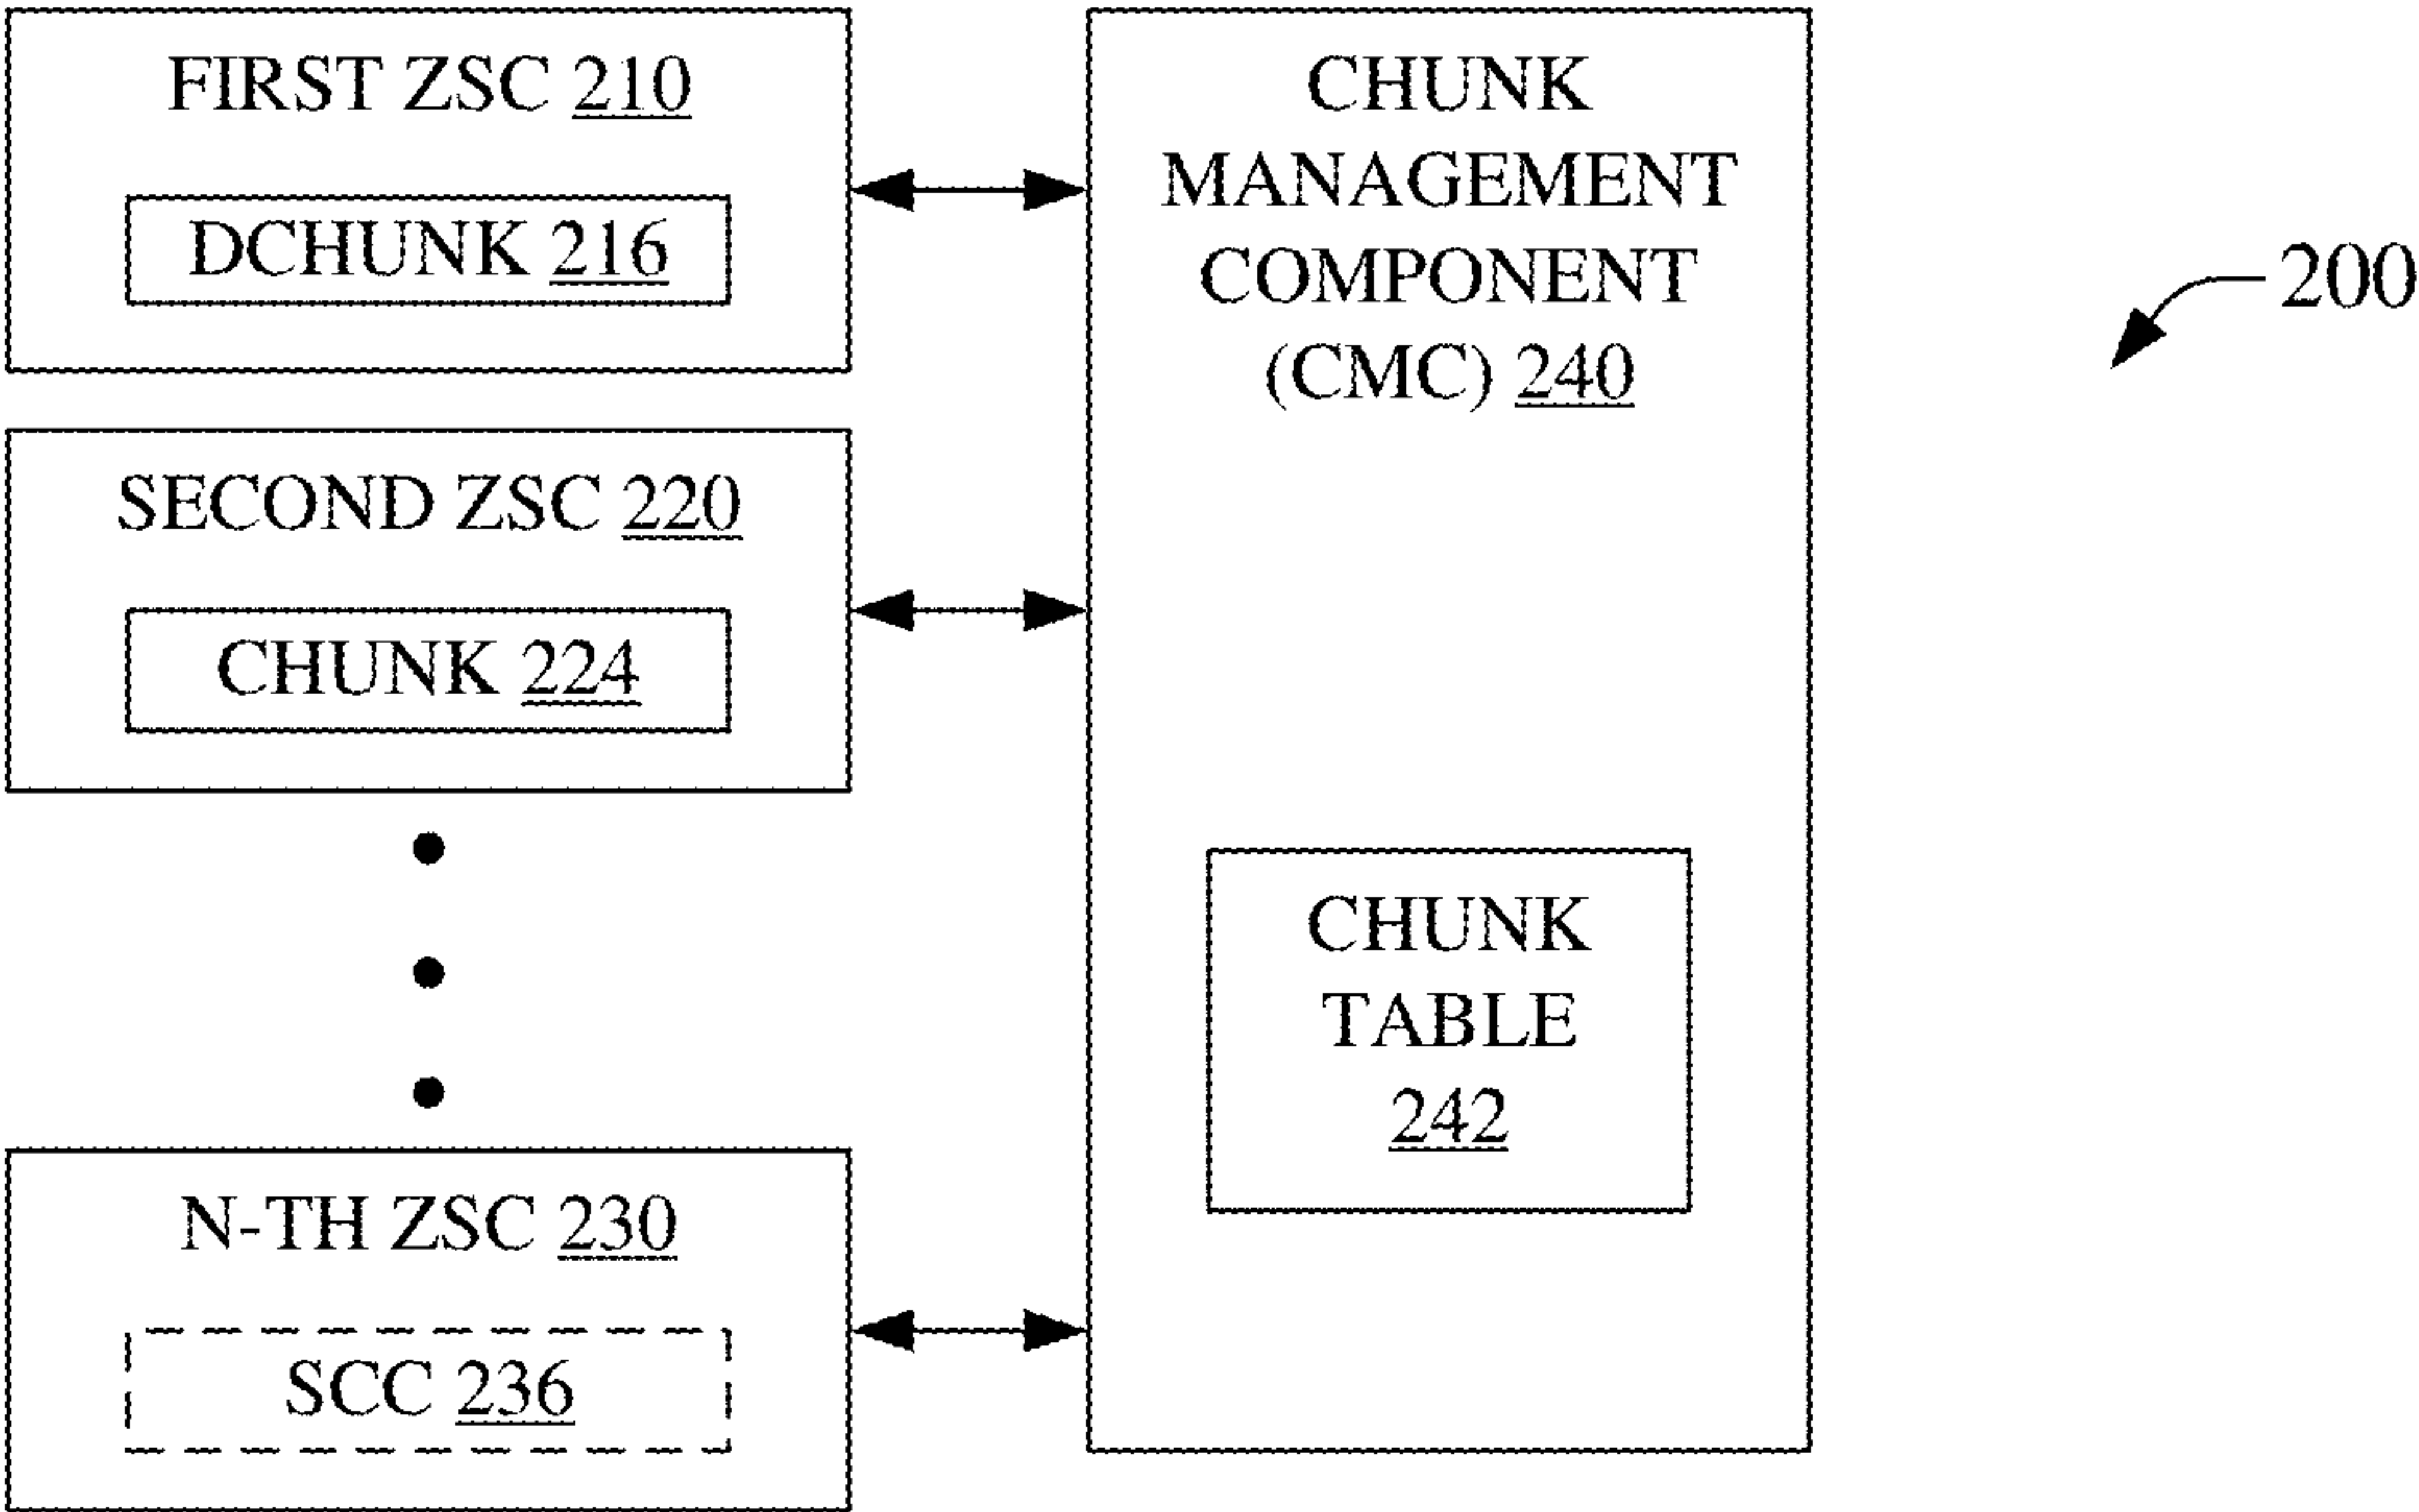 FIRST ZSC 210
DCHUNK 216
SECOND ZSC 220
CHUNK 224
N-TH ZSC 230
SCC 236
CHUNK
MANAGEMENT
COMPONENT
(CMC) 240
CHUNK
TABLE
242
200